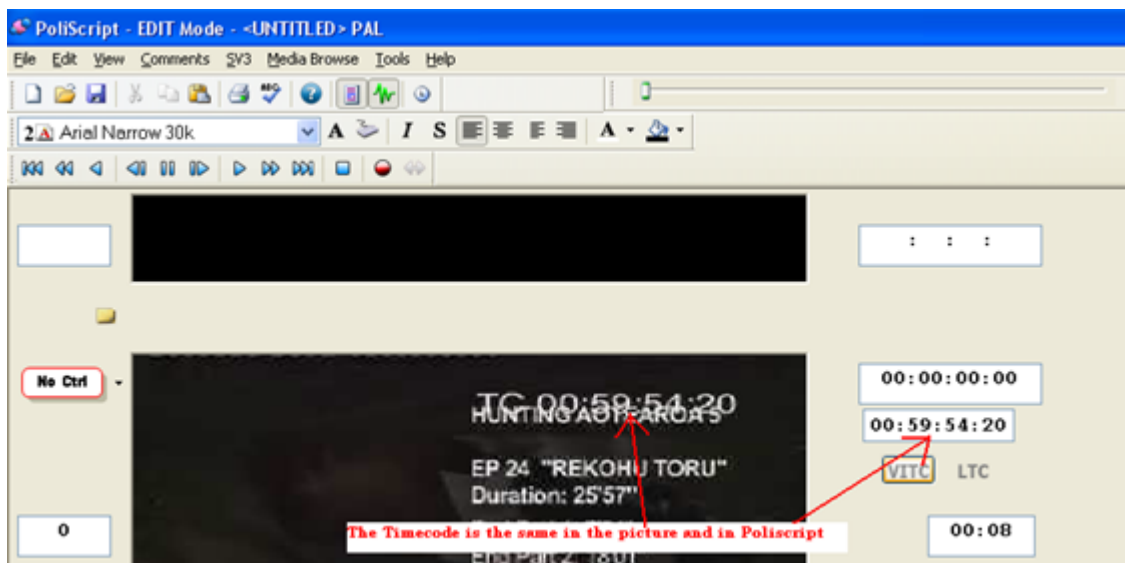 PoliScript - EDIT Mode - <UNTITLED> PAL
File Edit View Comments SV3 Media Browse Tools Help
2 A Arial Narrow 30k A I S A
: : :
No Ctrl
00:00:00:00
TC 00:59:54:20
HUNTING AOTEAROA 5
00:59:54:20
EP 24 "REKOHU TORU"
VITC LTC
Duration: 25'57"
The Timecode is the same in the picture and in Poliscript
0
00:08
End Part 2